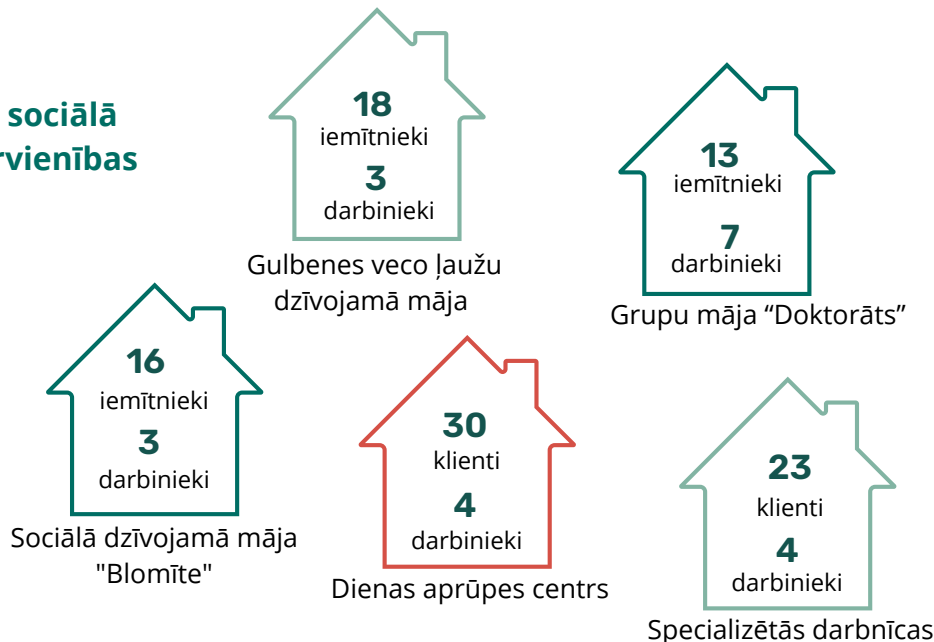 sociālā
rvienības
18
iemītnieki
3
darbinieki
Gulbenes veco ļaužu
dzīvojamā māja
13
iemītnieki
7
darbinieki
Grupu māja “Doktorāts”
16
iemītnieki
3
darbinieki
Sociālā dzīvojamā māja
"Blomīte"
30
klienti
4
darbinieki
Dienas aprūpes centrs
23
klienti
4
darbinieki
Specializētās darbnīcas